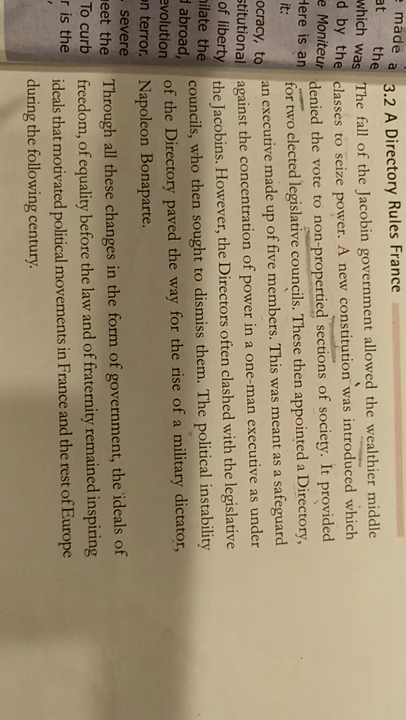 made a
at the
which was
d by the
e Moniteur
Here is an
it:
ocracy, to
stitutional
of liberty
hilate the
d abroad,
evolution
n terror.
, severe
eet the
To curb
r is the
3.2 A Directory Rules France
The fall of the Jacobin government allowed the wealthier middle
classes to seize power. A new constitution was introduced which
denied the vote to non-propertied sections of society. It provided
for two elected legislative councils. These then appointed a Directory,
an executive made up of five members. This was meant as a safeguard
against the concentration of power in a one-man executive as under
the Jacobins. However, the Directors often clashed with the legislative
councils, who then sought to dismiss them. The political instability
of the Directory paved the way for the rise of a military dictator,
Napoleon Bonaparte.
Through all these changes in the form of government, the ideals of
freedom, of equality before the law and of fraternity remained inspiring
ideals that motivated political movements in France and the rest of Europe
during the following century.